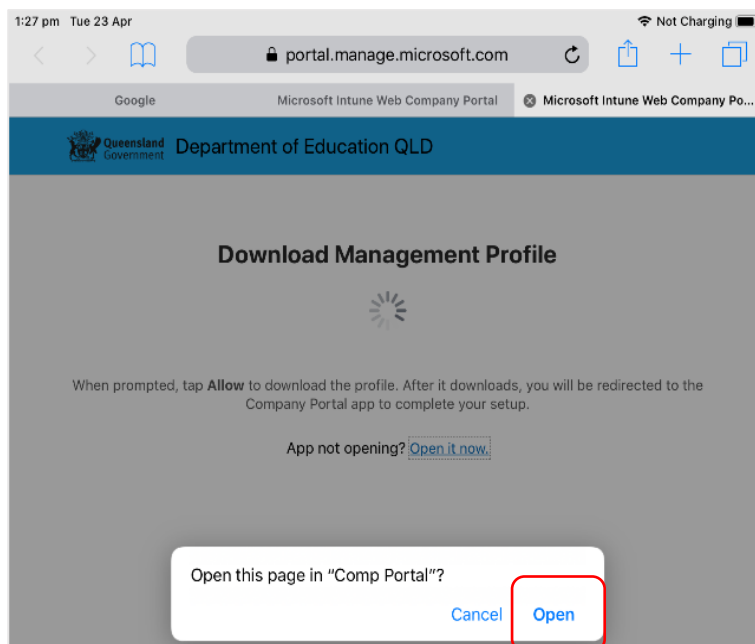 1:27 pm Tue 23 Apr
Not Charging
portal.manage.microsoft.com
Google
Microsoft Intune Web Company Portal
Microsoft Intune Web Company Po...
Queensland
Government
Department of Education QLD
Download Management Profile
When prompted, tap Allow to download the profile. After it downloads, you will be redirected to the
Company Portal app to complete your setup.
App not opening? Open it now.
Open this page in “Comp Portal”?
Cancel
Open